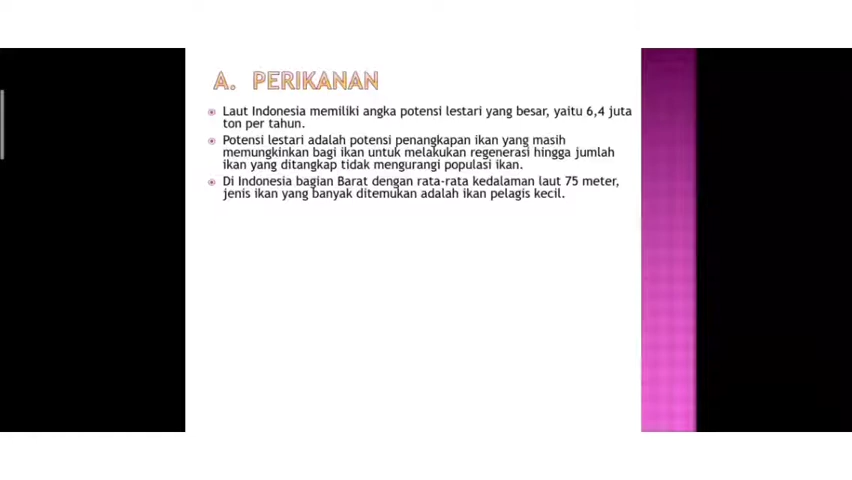 A. PERIKANAN
Laut Indonesia memiliki angka potensi lestari yang besar, yaitu 6,4 juta
ton per tahun.
Potensi lestari adalah potensi penangkapan ikan yang masih
memungkinkan bagi ikan untuk melakukan regenerasi hingga jumlah
ikan yang ditangkap tidak mengurangi populasi ikan.
Di Indonesia bagian Barat dengan rata-rata kedalaman laut 75 meter,
jenis ikan yang banyak ditemukan adalah ikan pelagis kecil.